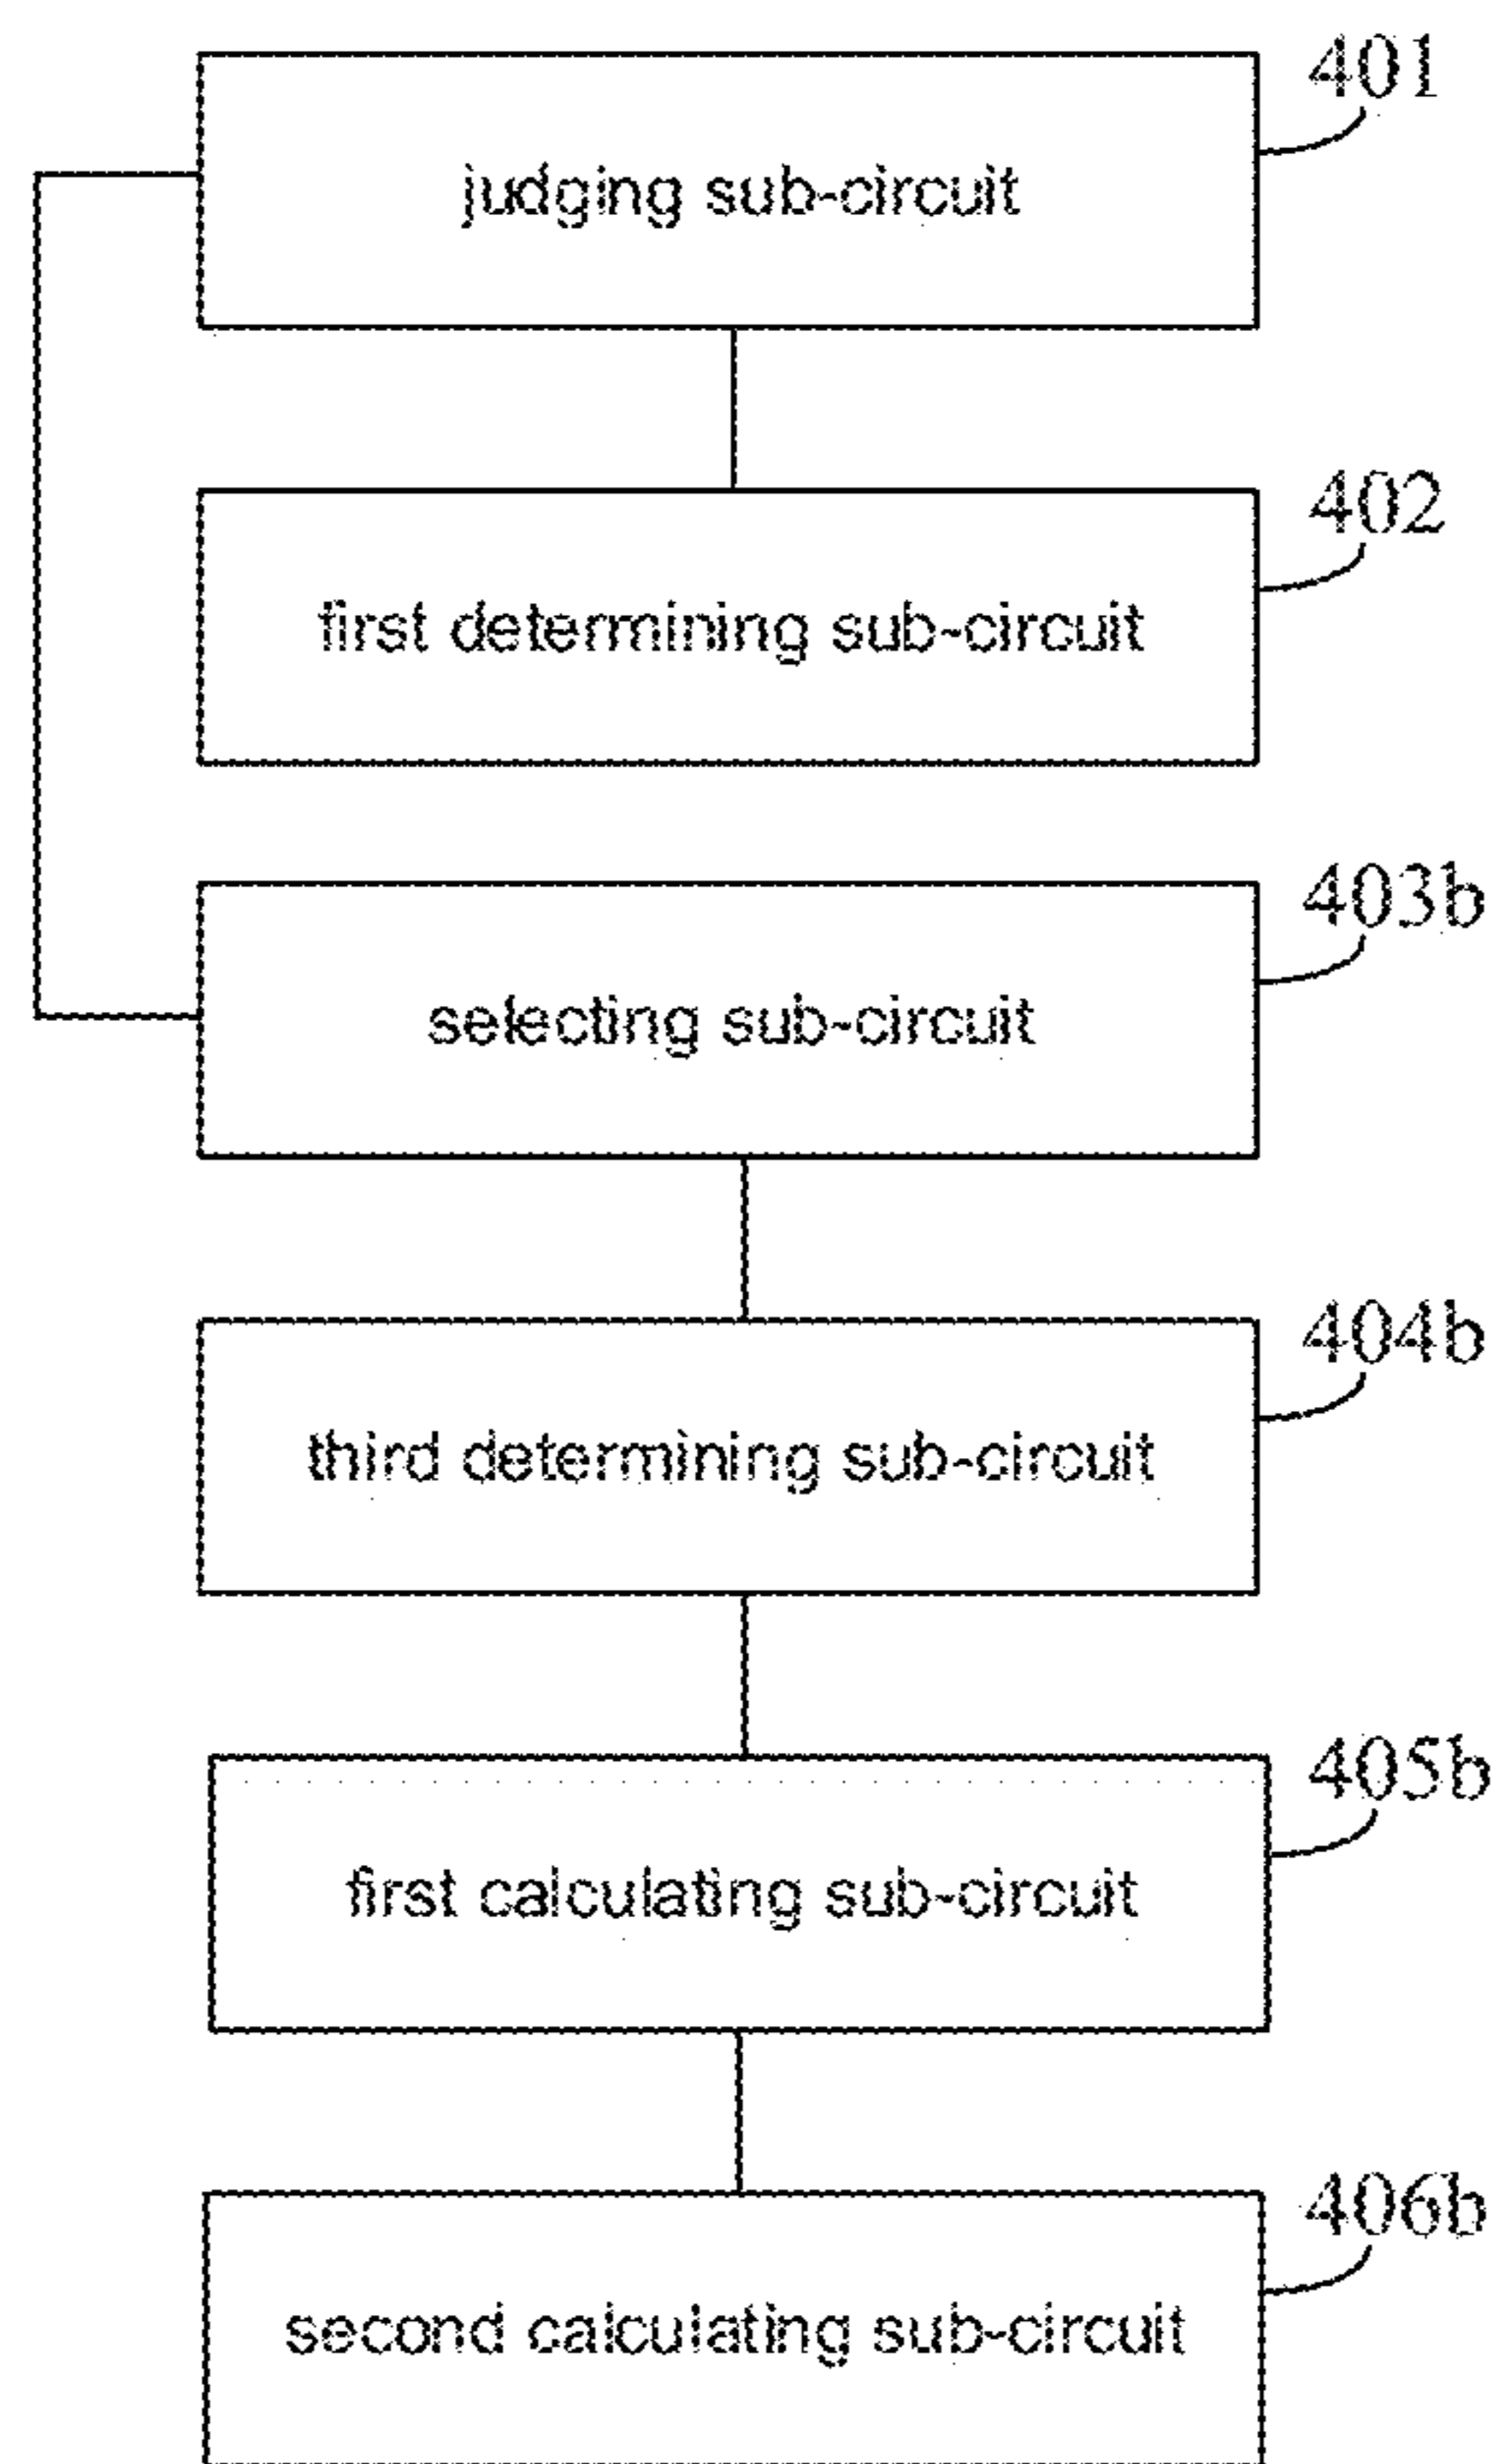 401
judging sub-circuit
402
first determining sub-circuit
403b
selecting sub-circuit
404b
third determining sub-circuit
405b
first calculating sub-circuit
406b
second calculating sub-circuit